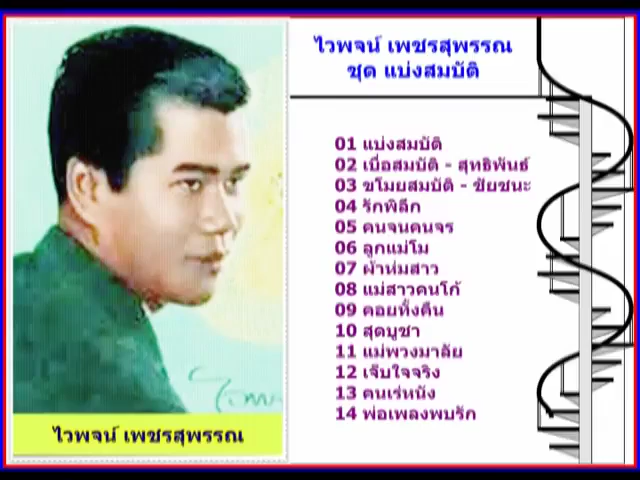 ไวพจน์ เพชรสุพรรณ
ชุด แบ่งสมบัติ
01 แบ่งสมบัติ
02 เบื่อสมบัติ - สุทธิพันธ์
03 ขโมยสมบัติ - ชัยชนะ
04 รักพิลึก
05 คนจนคนจร
06 ลูกแม่โม
07 ผ้าห่มสาว
08 แม่สาวคนโก้
09 คอยทั้งคืน
10 สุดบูชา
11 แม่พวงมาลัย
12 เจ็บใจจริง
13 คนเร่หนัง
14 พ่อเพลงพบรัก
ไวพจน์ เพชรสุพรรณ